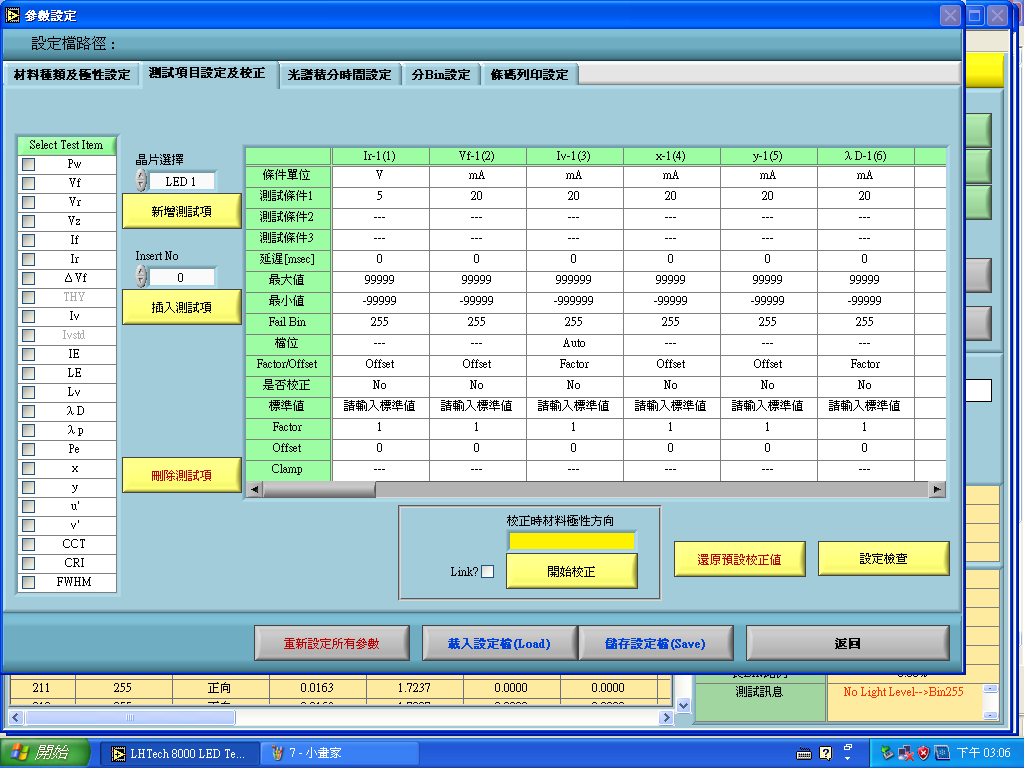 參數設定
設定檔路徑：
材料種類及極性設定 測試項目設定及校正 光譜積分時間設定 分Bin設定 條碼列印設定
Select Test Item
Pw
Vf
Vr
Vz
If
Ir
ΔVf
THY
Iv
Ivstd
IE
LE
Lv
λD
λp
Pe
x
y
u'
v'
CCT
CRI
FWHM
晶片選擇
LED 1
新增測試項
Insert No
0
插入測試項
刪除測試項
Ir-1(1) Vf-1(2) Iv-1(3) x-1(4) y-1(5) λD-1(6)
條件單位 V mA mA mA mA mA
測試條件1 5 20 20 20 20 20
測試條件2 --- --- --- --- --- ---
測試條件3 --- --- --- --- --- ---
延遲[msec] 0 0 0 0 0 0
最大值 99999 99999 99999 99999 99999 99999
最小值 -99999 -99999 -999999 -99999 -99999 -99999
Fail Bin 255 255 255 255 255 255
檔位 --- --- Auto --- --- ---
Factor/Offset Offset Offset Factor Offset Offset Factor
是否校正 No No No No No No
標準值 請輸入標準值 請輸入標準值 請輸入標準值 請輸入標準值 請輸入標準值 請輸入標準值
Factor 1 1 1 1 1 1
Offset 0 0 0 0 0 0
Clamp --- --- --- --- --- ---
校正時材料極性方向
Link? 開始校正
還原預設校正值 設定檢查
重新設定所有參數 載入設定檔(Load) 儲存設定檔(Save) 返回
211 255 正向 0.0163 1.7237 0.0000 0.0000
測試訊息 No Light Level-->Bin255
開始 LHTech 8000 LED Te... 7 - 小畫家 下午 03:06